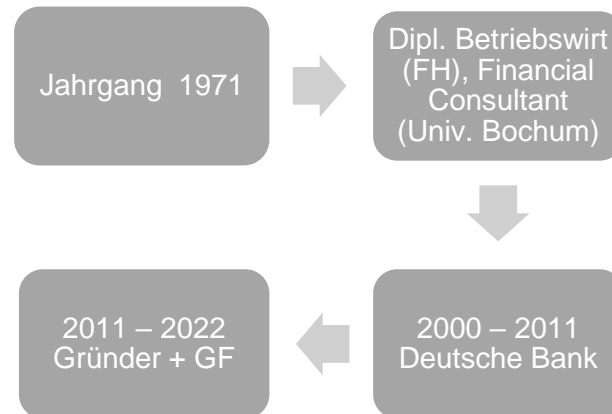 Jahrgang 1971
Dipl. Betriebswirt
(FH), Financial
Consultant
(Univ. Bochum)
2000 – 2011
Deutsche Bank
2011 – 2022
Gründer + GF